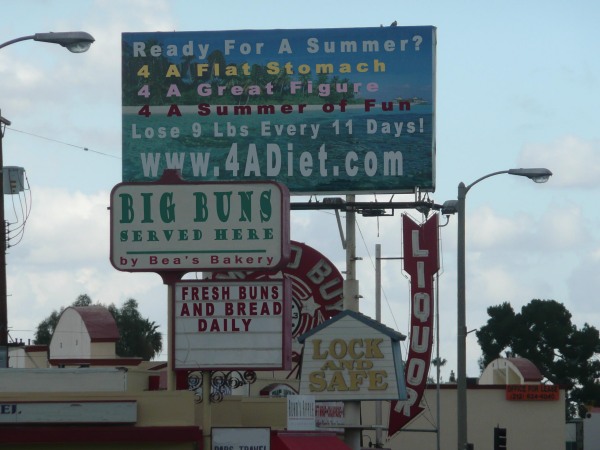 Ready For A Summer?
4 A Flat Stomach
4 A Great Figure
4 A Summer of Fun
Lose 9 Lbs Every 11 Days!
www.4ADiet.com
BIG BUNS
SERVED HERE
by Bea's Bakery
FRESH BUNS
AND BREAD
DAILY
LIQUOR
LOCK
AND
SAFE